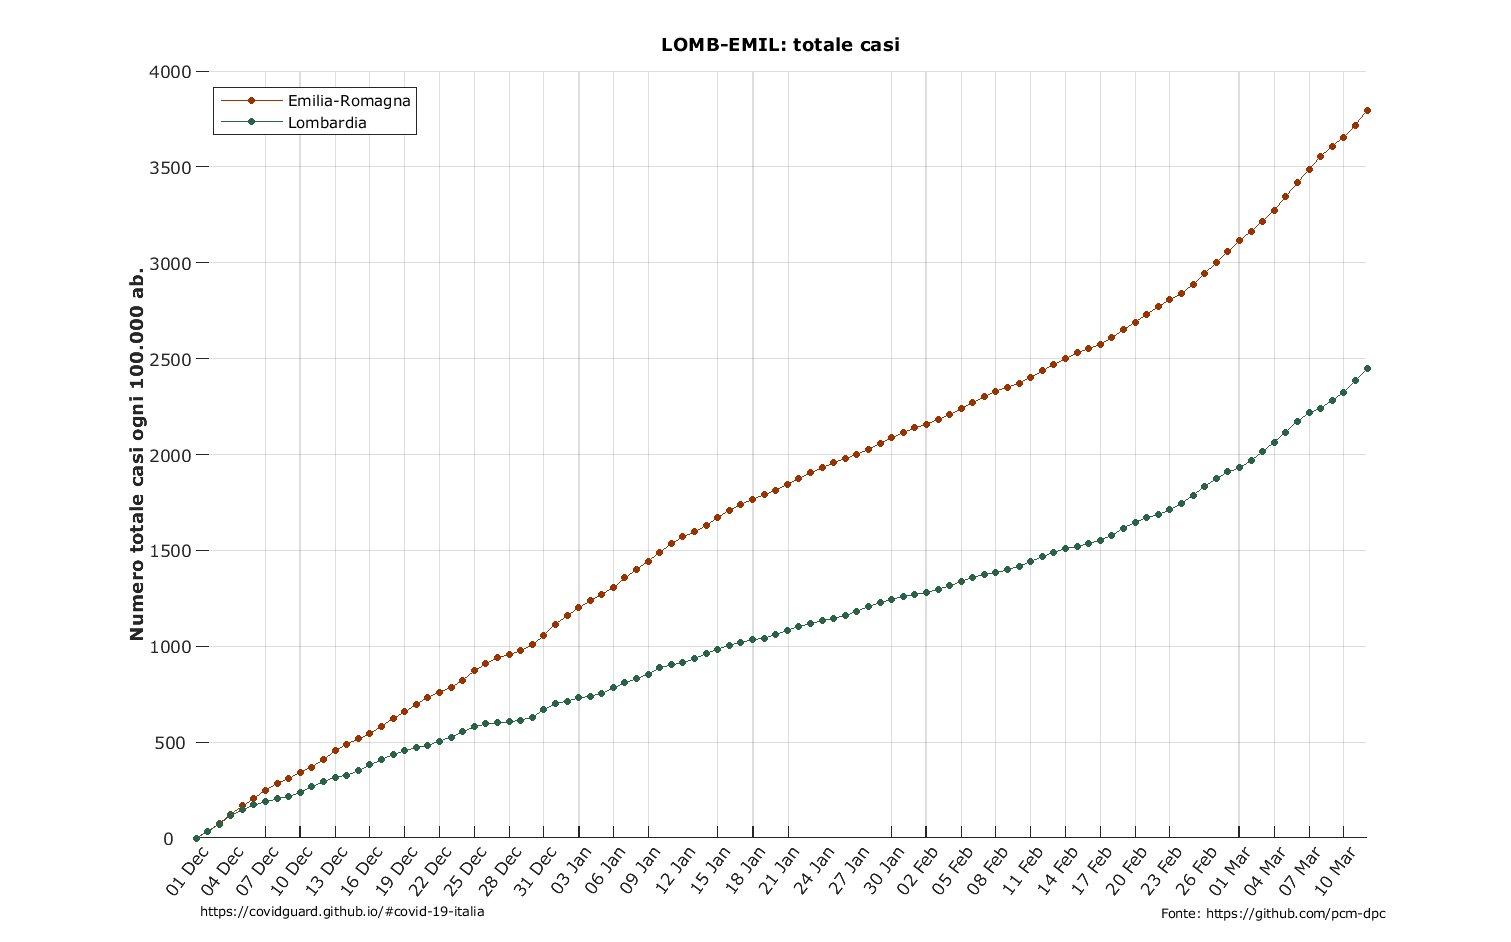 LOMB-EMIL: totale casi
Emilia-Romagna
Lombardia
Numero totale casi ogni 100.000 ab.
4000
3500
3000
2500
2000
1500
1000
500
0
01 Dec
04 Dec
07 Dec
10 Dec
13 Dec
16 Dec
19 Dec
22 Dec
25 Dec
28 Dec
31 Dec
03 Jan
06 Jan
09 Jan
12 Jan
15 Jan
18 Jan
21 Jan
24 Jan
27 Jan
30 Jan
02 Feb
05 Feb
08 Feb
11 Feb
14 Feb
17 Feb
20 Feb
23 Feb
26 Feb
01 Mar
04 Mar
07 Mar
10 Mar
https://covidguard.github.io/#covid-19-italia
Fonte: https://github.com/pcm-dpc